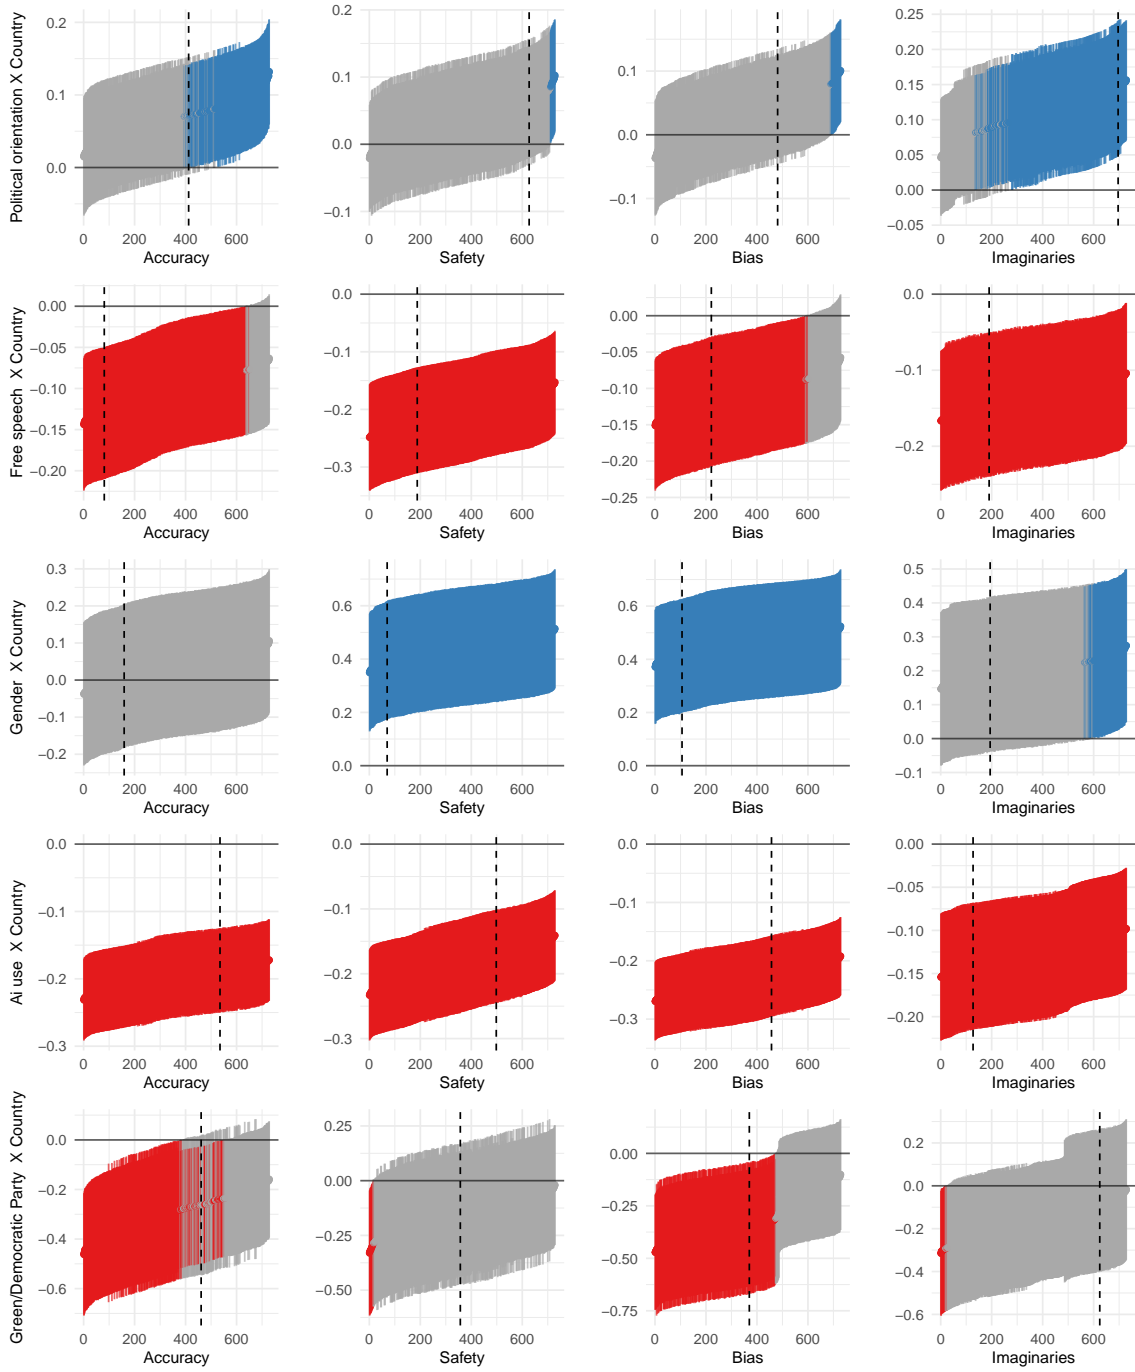 Political orientation X Country
0.2
0.1
0.0
0 200 400 600
Accuracy
0.1
0.0
−0.1
0 200 400 600
Safety
0.1
0.0
−0.1
0 200 400 600
Bias
0.25
0.20
0.15
0.10
0.05
0.00
−0.05
0 200 400 600
Imaginaries
Free speech X Country
0.00
−0.05
−0.10
−0.15
−0.20
0 200 400 600
Accuracy
0.0
−0.1
−0.2
−0.3
0 200 400 600
Safety
0.00
−0.05
−0.10
−0.15
−0.20
−0.25
0 200 400 600
Bias
0.0
−0.1
−0.2
0 200 400 600
Imaginaries
Gender X Country
0.3
0.2
0.1
0.0
−0.1
−0.2
0 200 400 600
Accuracy
0.6
0.4
0.2
0.0
0 200 400 600
Safety
0.6
0.4
0.2
0.0
0 200 400 600
Bias
0.5
0.4
0.3
0.2
0.1
0.0
−0.1
0 200 400 600
Imaginaries
Ai use X Country
0.0
−0.1
−0.2
−0.3
0 200 400 600
Accuracy
0.0
−0.1
−0.2
−0.3
0 200 400 600
Safety
0.0
−0.1
−0.2
−0.3
0 200 400 600
Bias
0.00
−0.05
−0.10
−0.15
−0.20
0 200 400 600
Imaginaries
Green/Democratic Party X Country
0.0
−0.2
−0.4
−0.6
0 200 400 600
Accuracy
0.25
0.00
−0.25
−0.50
0 200 400 600
Safety
0.00
−0.25
−0.50
−0.75
0 200 400 600
Bias
0.2
0.0
−0.2
−0.4
−0.6
0 200 400 600
Imaginaries